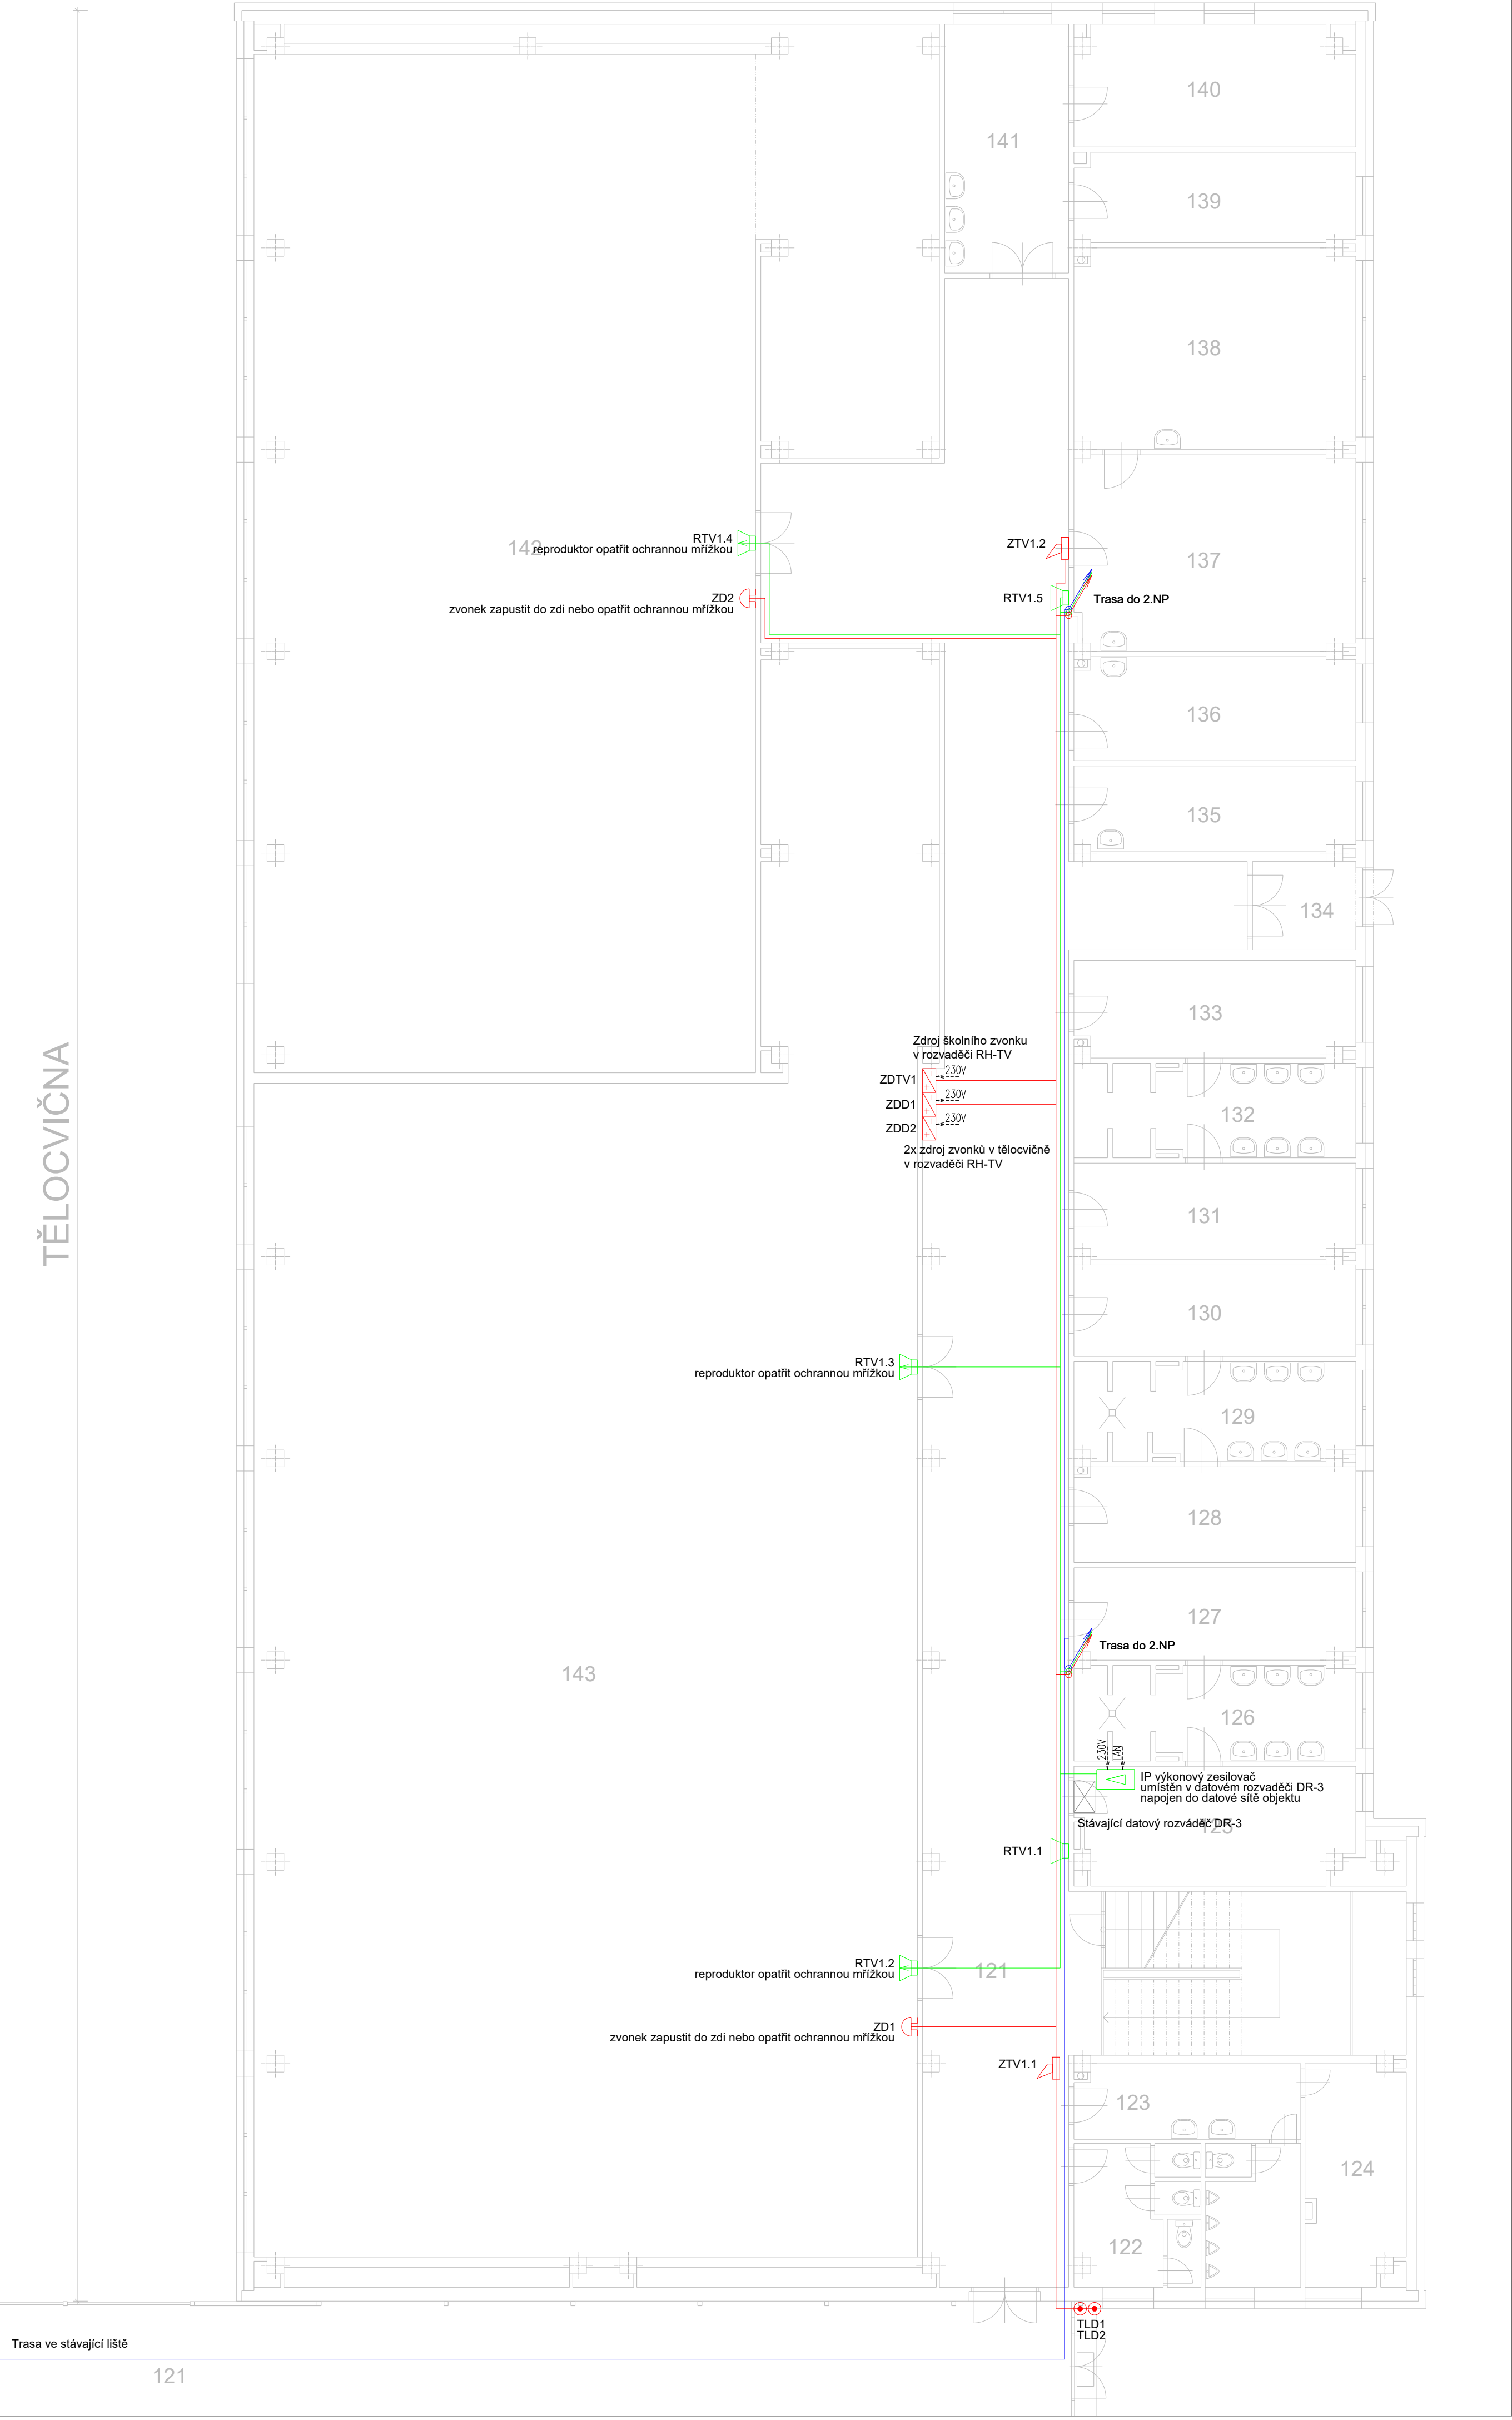 140
141
139
138
RTV1.4
142
reproduktor opatřit ochrannou mřížkou
ZTV1.2
137
ZD2
zvonek zapustit do zdi nebo opatřit ochrannou mřížkou
RTV1.5
Trasa do 2.NP
136
135
134
133
Zdroj školního zvonku
v rozvaděči RH-TV
ZDTV1
230V
ZDD1
230V
ZDD2
230V
132
2x zdroj zvonků v tělocvičně
v rozvaděči RH-TV
TĚLOCVIČNA
131
130
RTV1.3
reproduktor opatřit ochrannou mřížkou
129
128
127
Trasa do 2.NP
143
126
230V
LAN
IP výkonový zesilovač
umístěn v datovém rozvaděči DR-3
napojen do datové sítě objektu
Stávající datový rozváděč DR-3
125
RTV1.1
RTV1.2
reproduktor opatřit ochrannou mřížkou
121
ZD1
zvonek zapustit do zdi nebo opatřit ochrannou mřížkou
ZTV1.1
123
124
122
TLD1
TLD2
Trasa ve stávající liště
121